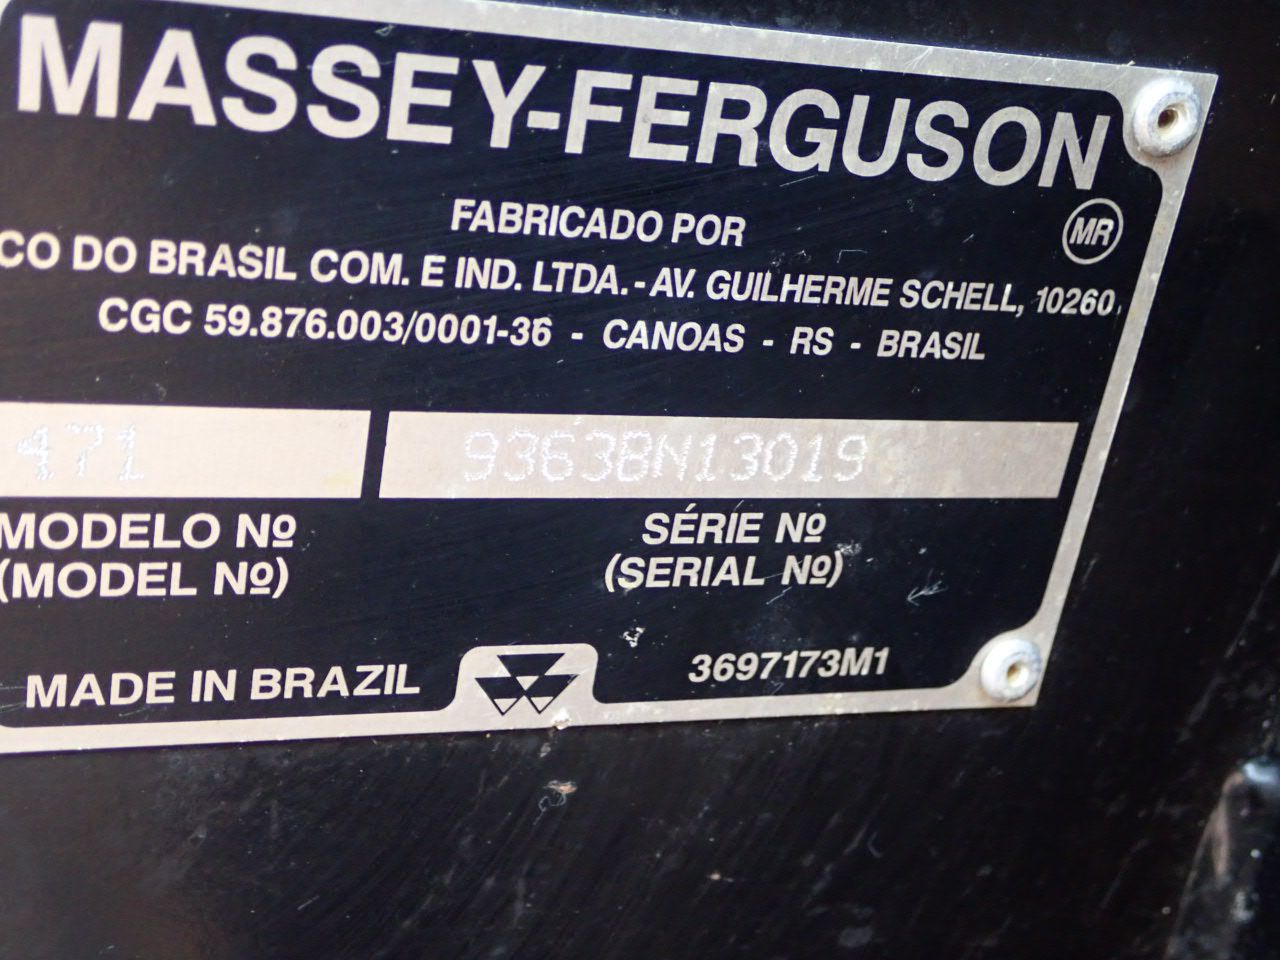 MASSEY-FERGUSON
MR
FABRICADO POR
CO DO BRASIL COM. E IND. LTDA. - AV. GUILHERME SCHELL, 10260
CGC 59.876.003/0001-36 - CANOAS - RS - BRASIL
471 9363BN13019
MODELO Nº SÉRIE Nº
(MODEL Nº) (SERIAL Nº)
MADE IN BRAZIL 3697173M1